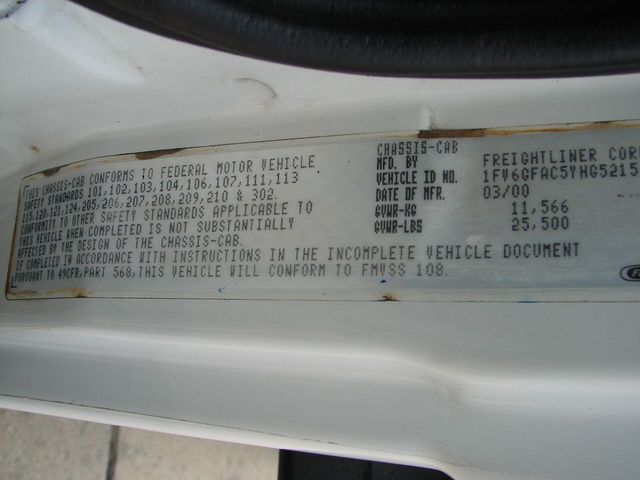 THIS CHASSIS-CAB CONFORMS TO FEDERAL MOTOR VEHICLE
SAFETY STANDARDS 101,102,103,104,106,107,111,113
115,120,121,124,205,206,207,208,209,210 & 302.
CONFORMITY TO OTHER SAFETY STANDARDS APPLICABLE TO
THIS VEHICLE WHEN COMPLETED IS NOT SUBSTANTIALLY
AFFECTED BY THE DESIGN OF THE CHASSIS-CAB.
IF COMPLETED IN ACCORDANCE WITH INSTRUCTIONS IN THE INCOMPLETE VEHICLE DOCUMENT
PURSUANT TO 49CFR,PART 568,THIS VEHICLE WILL CONFORM TO FMVSS 108.
CHASSIS-CAB
MFD. BY FREIGHTLINER COR
VEHICLE ID NO. 1FV6GFAC5YHG5215
DATE OF MFR. 03/00
GVWR-KG 11,566
GVWR-LBS 25,500